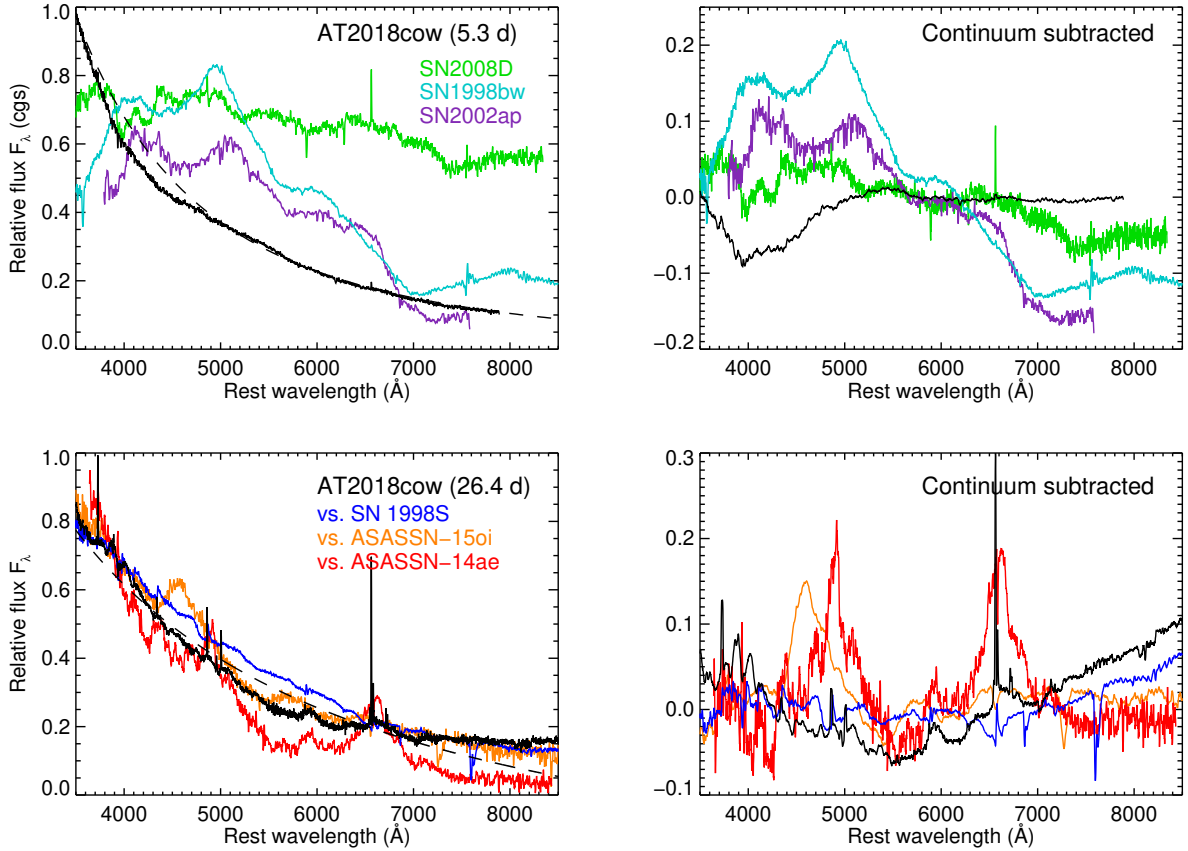 AT2018cow (5.3 d)
SN2008D
SN1998bw
SN2002ap
Relative flux Fλ (cgs)
1.0
0.8
0.6
0.4
0.2
0.0
4000 5000 6000 7000 8000
Rest wavelength (Å)
Continuum subtracted
0.2
0.1
0.0
−0.1
−0.2
4000 5000 6000 7000 8000
Rest wavelength (Å)
AT2018cow (26.4 d)
vs. SN 1998S
vs. ASASSN−15oi
vs. ASASSN−14ae
Relative flux Fλ
1.0
0.8
0.6
0.4
0.2
0.0
4000 5000 6000 7000 8000
Rest wavelength (Å)
Continuum subtracted
0.3
0.2
0.1
0.0
−0.1
4000 5000 6000 7000 8000
Rest wavelength (Å)